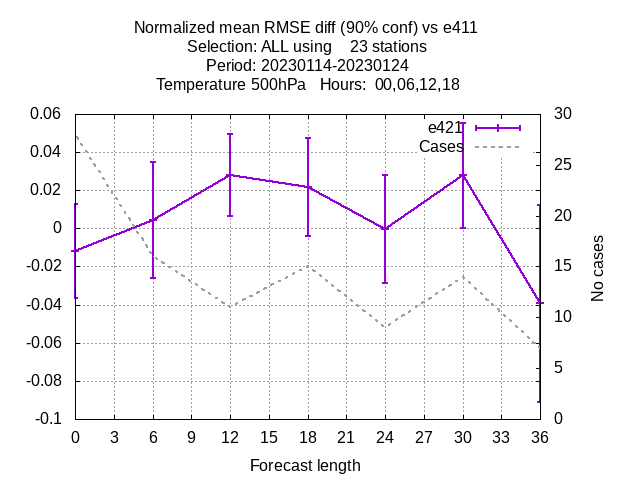 Normalized mean RMSE diff (90% conf) vs e411
Selection: ALL using    23 stations
Period: 20230114-20230124
Temperature 500hPa   Hours:  00,06,12,18
0.06
0.04
0.02
0
-0.02
-0.04
-0.06
-0.08
-0.1
e421
Cases
30
25
20
15
10
5
0
No cases
0 3 6 9 12 15 18 21 24 27 30 33 36
Forecast length